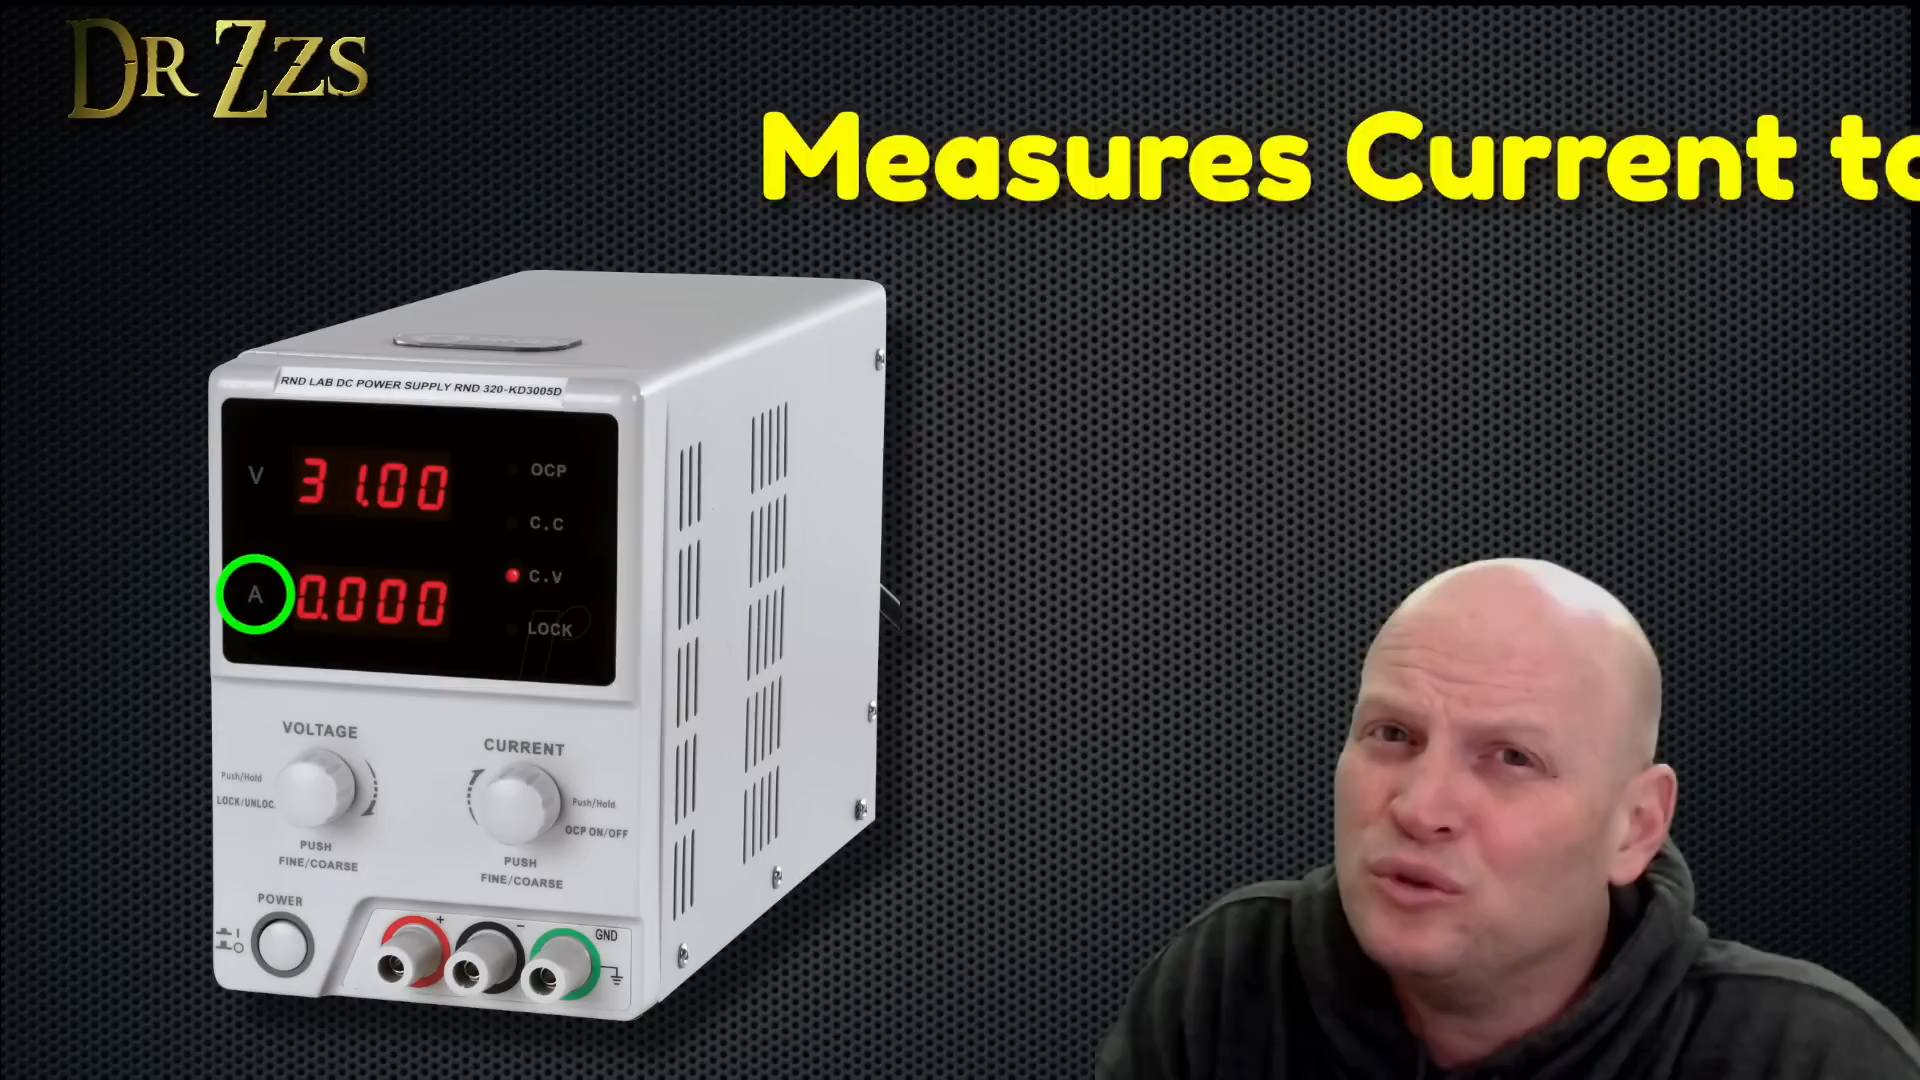 DR ZZS
Measures Current to
RND LAB DC POWER SUPPLY RND 320-KD3005D
V 31.00
OCP
C.C
A 0.000
C.V
LOCK
VOLTAGE
CURRENT
Push/Hold
LOCK/UNLOC
Push/Hold
OCP ON/OFF
PUSH
FINE/COARSE
PUSH
FINE/COARSE
POWER
I
O
+
-
GND